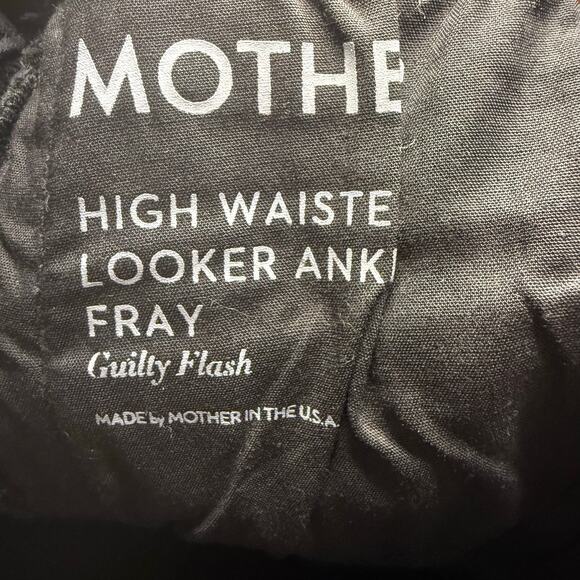 MOTHE
HIGH WAISTE
LOOKER ANK
FRAY
Guilty Flash
MADE by MOTHER IN THE U.S.A.